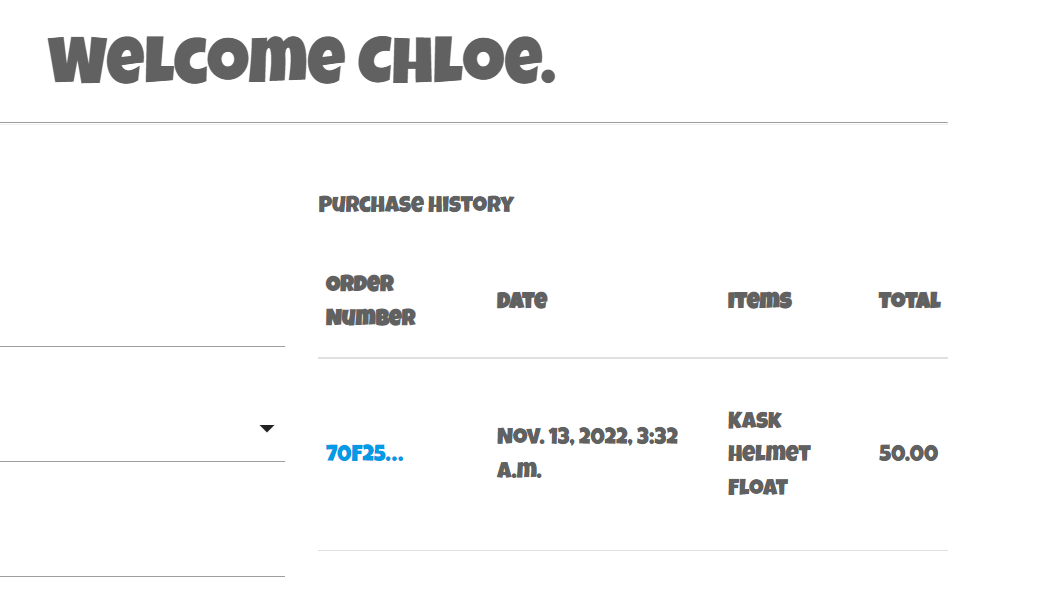 Welcome Chloe.
Purchase History
Order
Number
Date
Items
Total
70F25...
Nov. 13, 2022, 3:32
a.m.
Kask
Helmet
Float
50.00